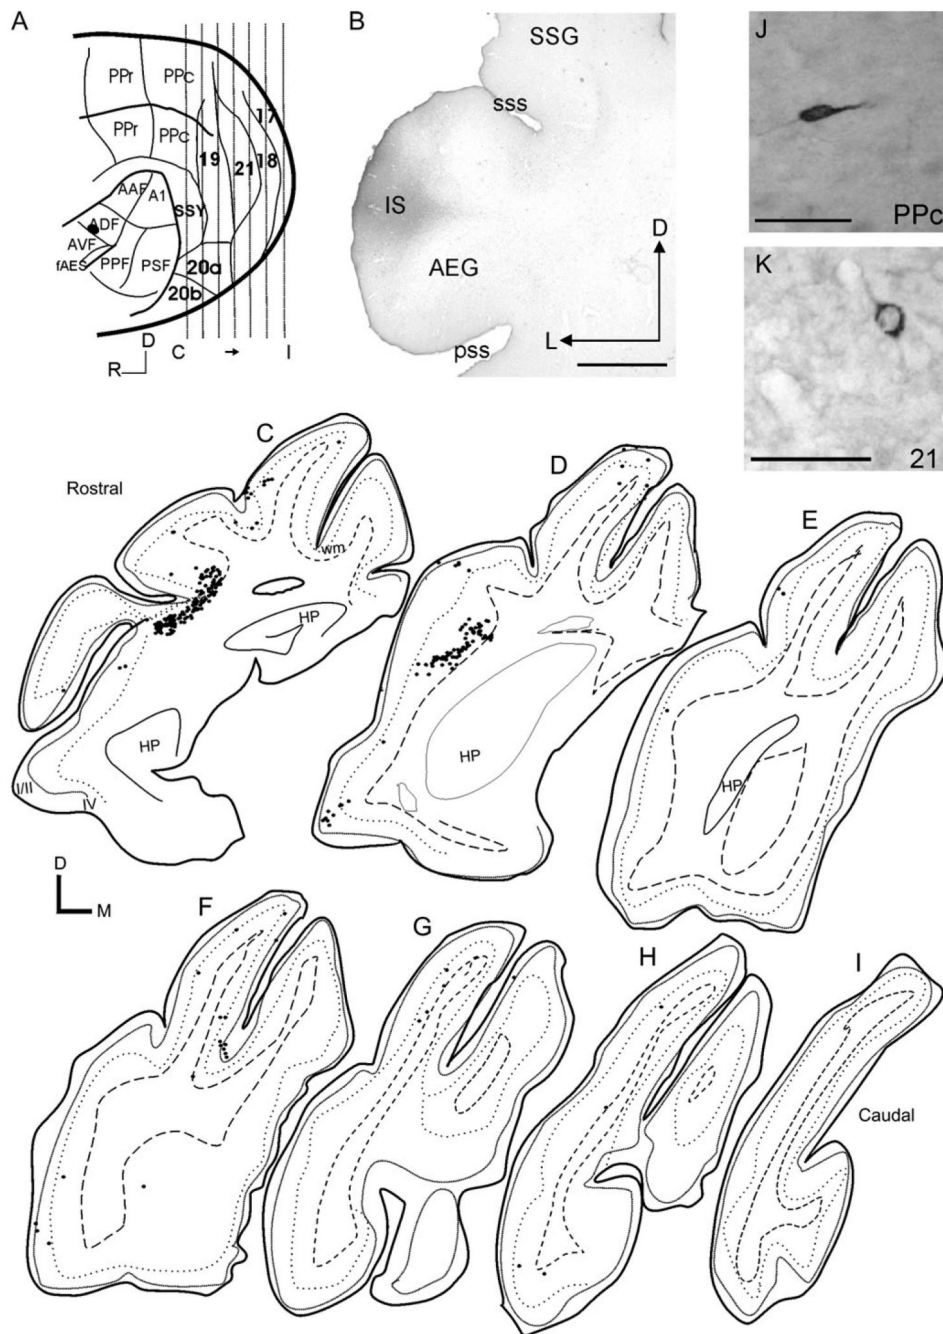 A
PPr
PPc
17
PPr
PPc
19
21
18
AAF
A1
SSY
ADF
AVF
fAES
PPF
PSF
20a
20b
D
R
C
I
B
SSG
sss
IS
AEG
D
L
pss
J
PPc
K
21
C
Rostral
wm
HP
HP
I/II
IV
D
HP
E
HP
D
M
F
G
H
I
Caudal